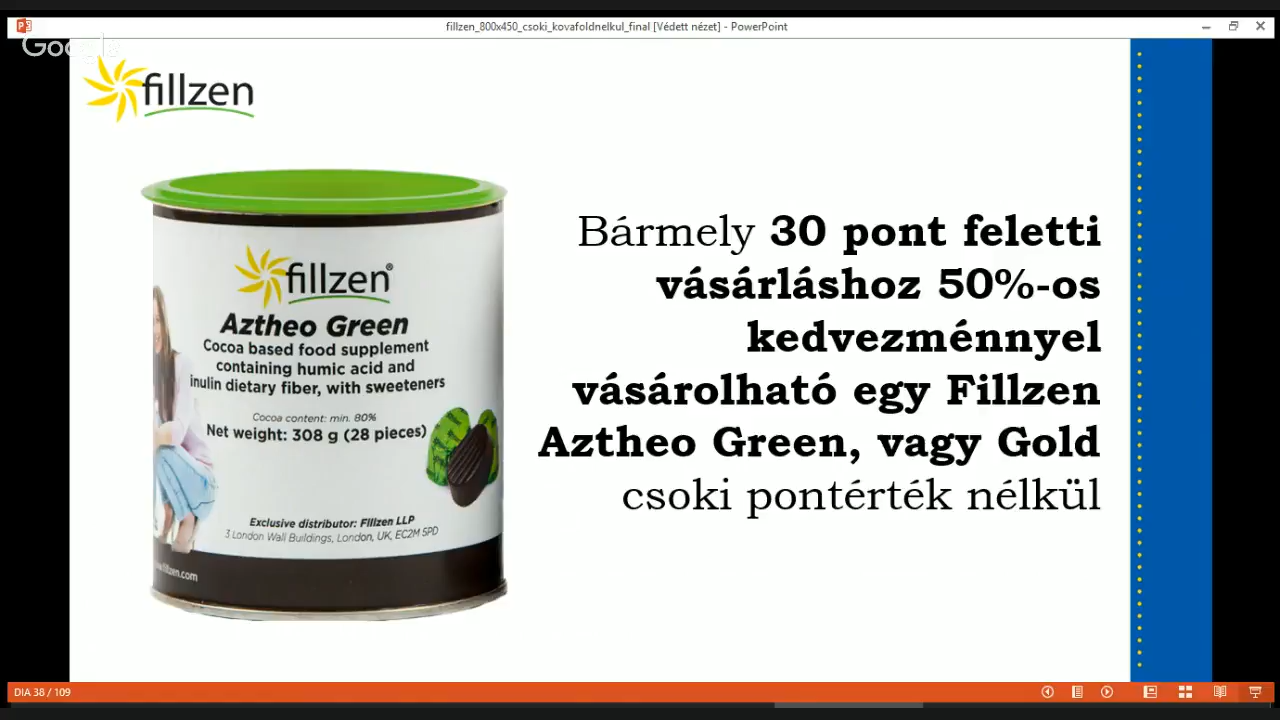 fillzen_800x450_csoki_kovafoldnelkul_final [Védett nézet] - PowerPoint
Google
fillzen
fillzen®
Aztheo Green
Cocoa based food supplement
containing humic acid and
inulin dietary fiber, with sweeteners
Cocoa content: min. 80%
Net weight: 308 g (28 pieces)
Exclusive distributor: Fillzen LLP
3 London Wall Buildings, London, UK, EC2M 5PD
Bármely 30 pont feletti
vásárláshoz 50%-os
kedvezménnyel
vásárolható egy Fillzen
Aztheo Green, vagy Gold
csoki pontérték nélkül
DIA 38 / 109